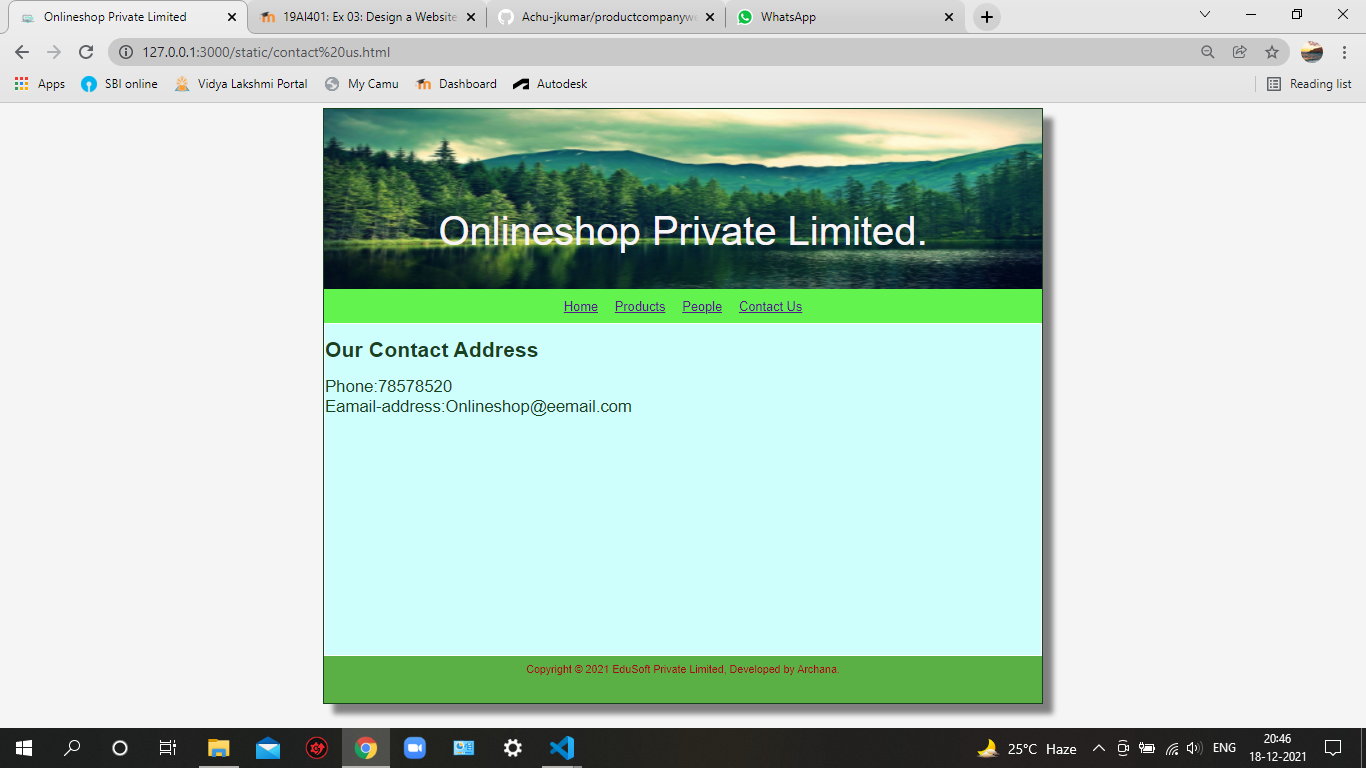 Onlineshop Private Limited
19AI401: Ex 03: Design a Website
Achu-jkumar/productcompanywe
WhatsApp
127.0.0.1:3000/static/contact%20us.html
Apps SBI online Vidya Lakshmi Portal My Camu Dashboard Autodesk Reading list
Onlineshop Private Limited.
Home Products People Contact Us
Our Contact Address
Phone:78578520
Eamail-address:Onlineshop@eemail.com
Copyright © 2021 EduSoft Private Limited, Developed by Archana.
25°C Haze ENG
20:46
18-12-2021